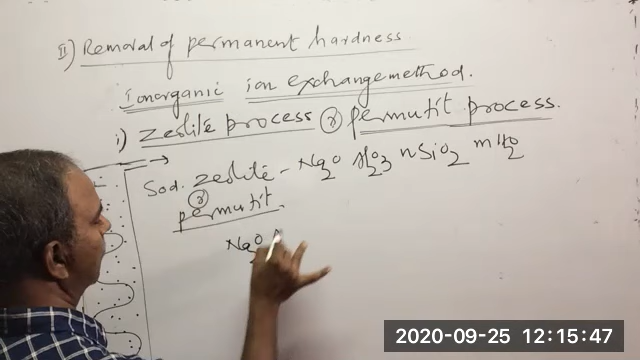 II) Removal of permanent hardness
Ionorganic ion exchange method.
i) Zeolite process or permutit process.
Sod. Zeolite - Na2O Al2O3 nSiO2 mH2O
or
permutit.
Na2O
2020-09-25 12:15:47